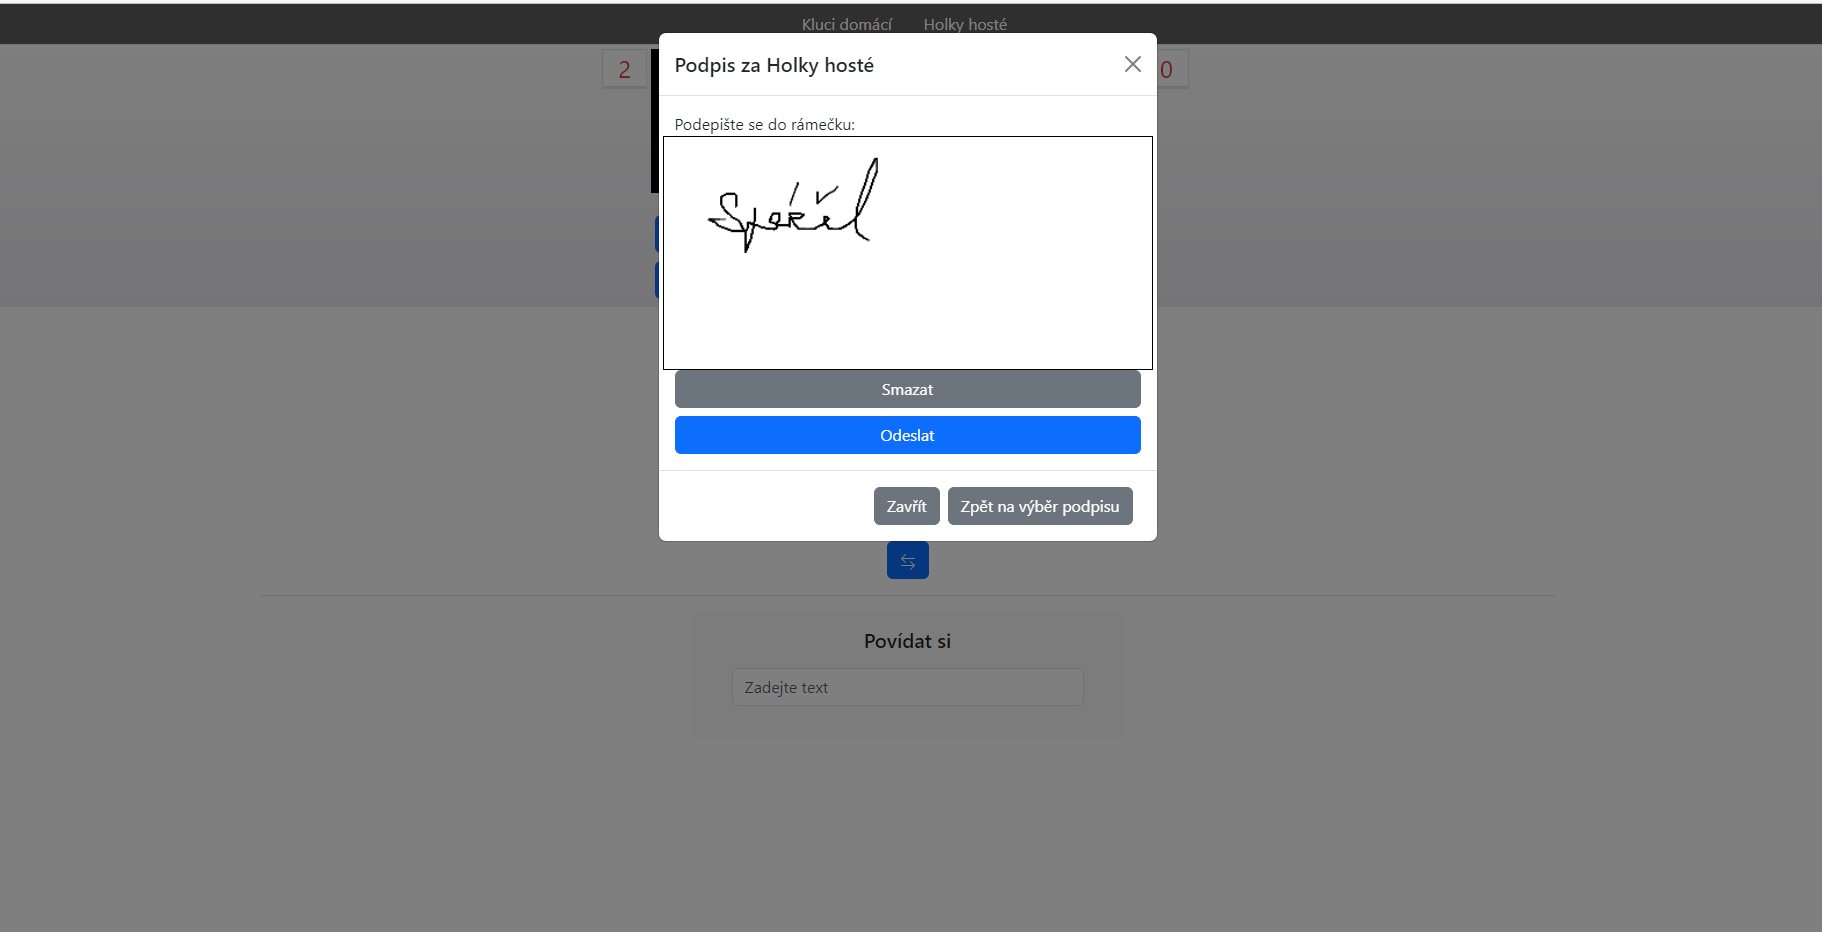 Kluci domácí Holky hosté
2
0
Podpis za Holky hosté
Podepište se do rámečku:
Smazat
Odeslat
Zavřít Zpět na výběr podpisu
Povídat si
Zadejte text